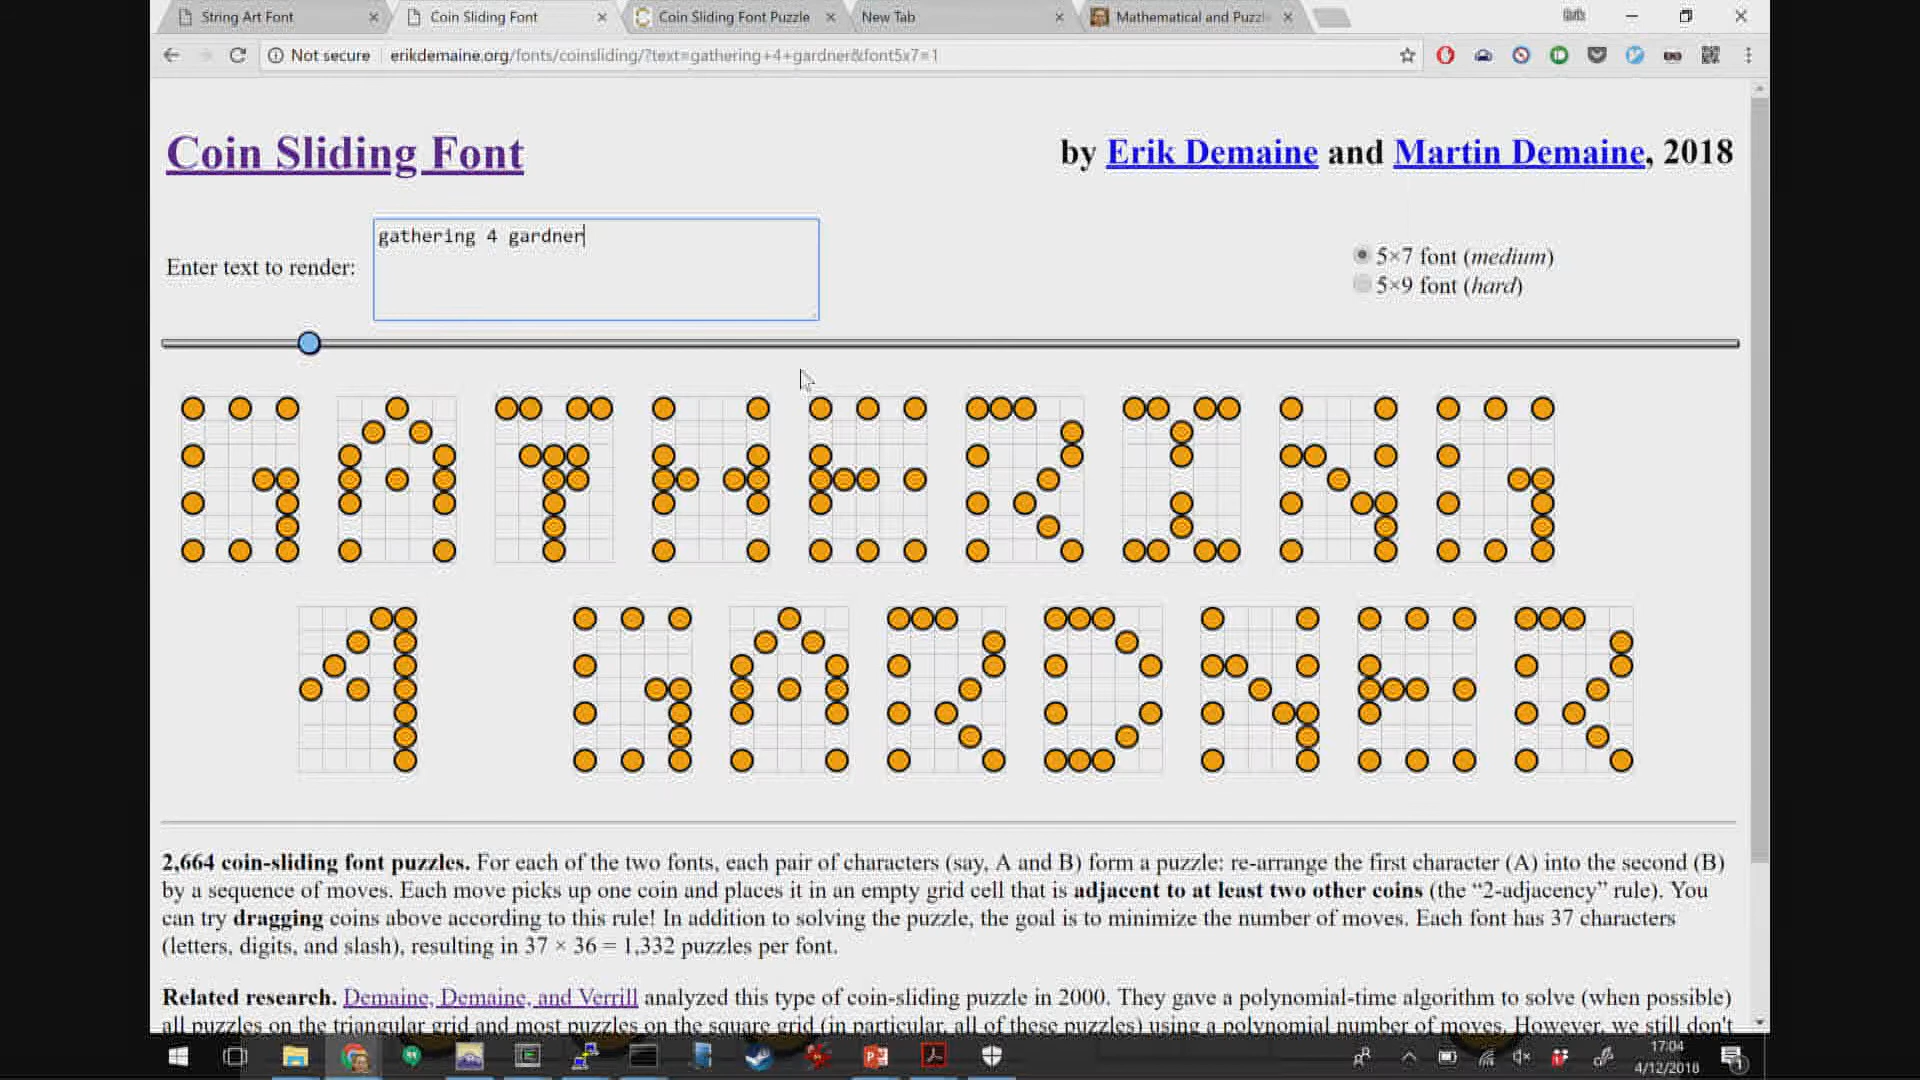 String Art Font
Coin Sliding Font
Coin Sliding Font Puzzle
New Tab
Mathematical and Puzzl
Not secure
erikdemaine.org/fonts/coinsliding/?text=gathering+4+gardner&font5x7=1
Coin Sliding Font
by Erik Demaine and Martin Demaine, 2018
gathering 4 gardner
Enter text to render:
5×7 font (medium)
5×9 font (hard)
GATHERING
4 GARDNER
2,664 coin-sliding font puzzles. For each of the two fonts, each pair of characters (say, A and B) form a puzzle: re-arrange the first character (A) into the second (B)
by a sequence of moves. Each move picks up one coin and places it in an empty grid cell that is adjacent to at least two other coins (the “2-adjacency” rule). You
can try dragging coins above according to this rule! In addition to solving the puzzle, the goal is to minimize the number of moves. Each font has 37 characters
(letters, digits, and slash), resulting in 37 × 36 = 1,332 puzzles per font.
Related research. Demaine, Demaine, and Verrill analyzed this type of coin-sliding puzzle in 2000. They gave a polynomial-time algorithm to solve (when possible)
all puzzles on the triangular grid and most puzzles on the square grid (in particular, all of these puzzles) using a polynomial number of moves. However, we still don't
17:04
4/12/2018